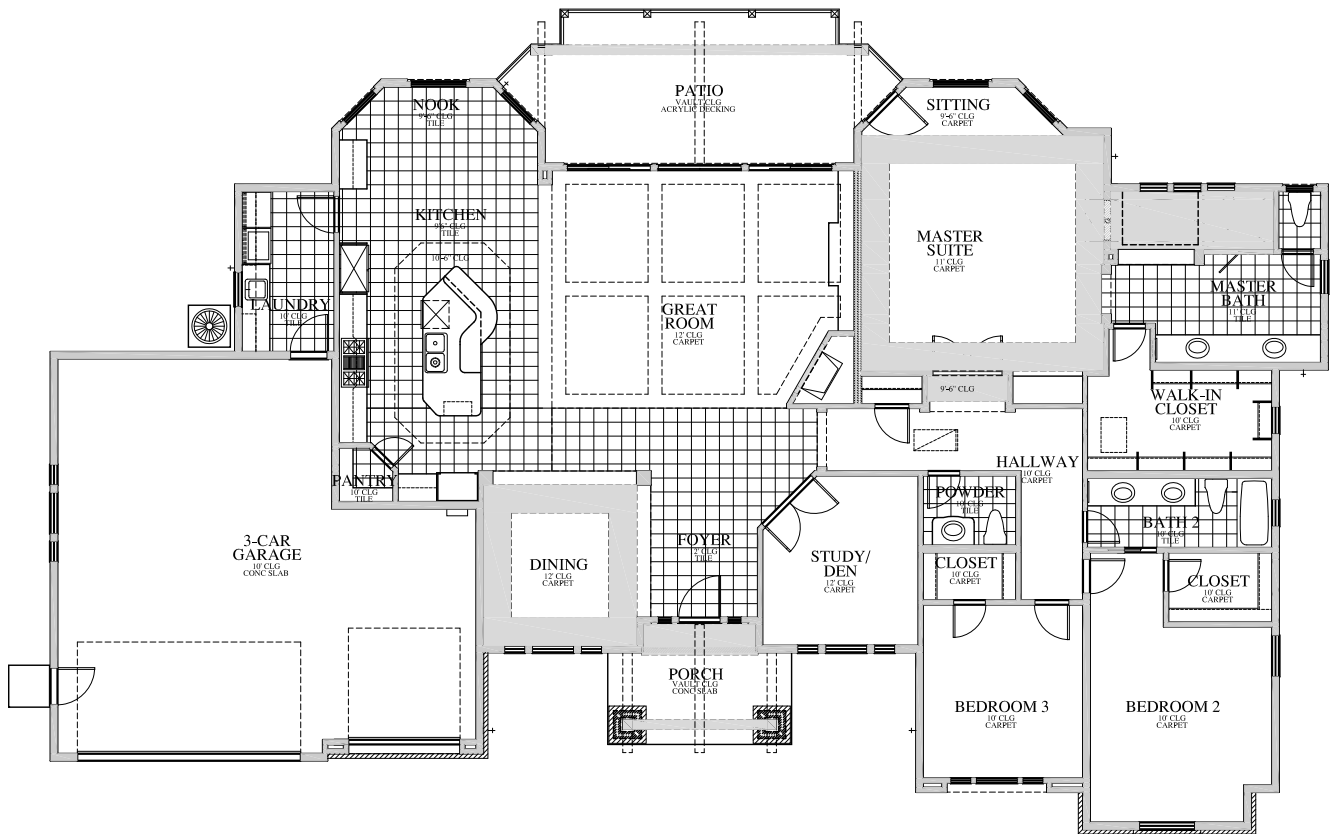 NOOK
9'-6" CLG
TILE
PATIO
VAULT CLG
ACRYLIC DECKING
SITTING
9'-6" CLG
CARPET
KITCHEN
9'6" CLG
TILE
10'-6" CLG
MASTER
SUITE
11' CLG
CARPET
LAUNDRY
10' CLG
TILE
GREAT
ROOM
12' CLG
CARPET
MASTER
BATH
11' CLG
TILE
9'-6" CLG
WALK-IN
CLOSET
10' CLG
CARPET
PANTRY
10' CLG
TILE
HALLWAY
10' CLG
CARPET
POWDER
10' CLG
TILE
BATH 2
10' CLG
TILE
3-CAR
GARAGE
10' CLG
CONC SLAB
DINING
12' CLG
CARPET
FOYER
2' CLG
TILE
STUDY/
DEN
12' CLG
CARPET
CLOSET
10' CLG
CARPET
CLOSET
10' CLG
CARPET
PORCH
VAULT CLG
CONC SLAB
BEDROOM 3
10' CLG
CARPET
BEDROOM 2
10' CLG
CARPET